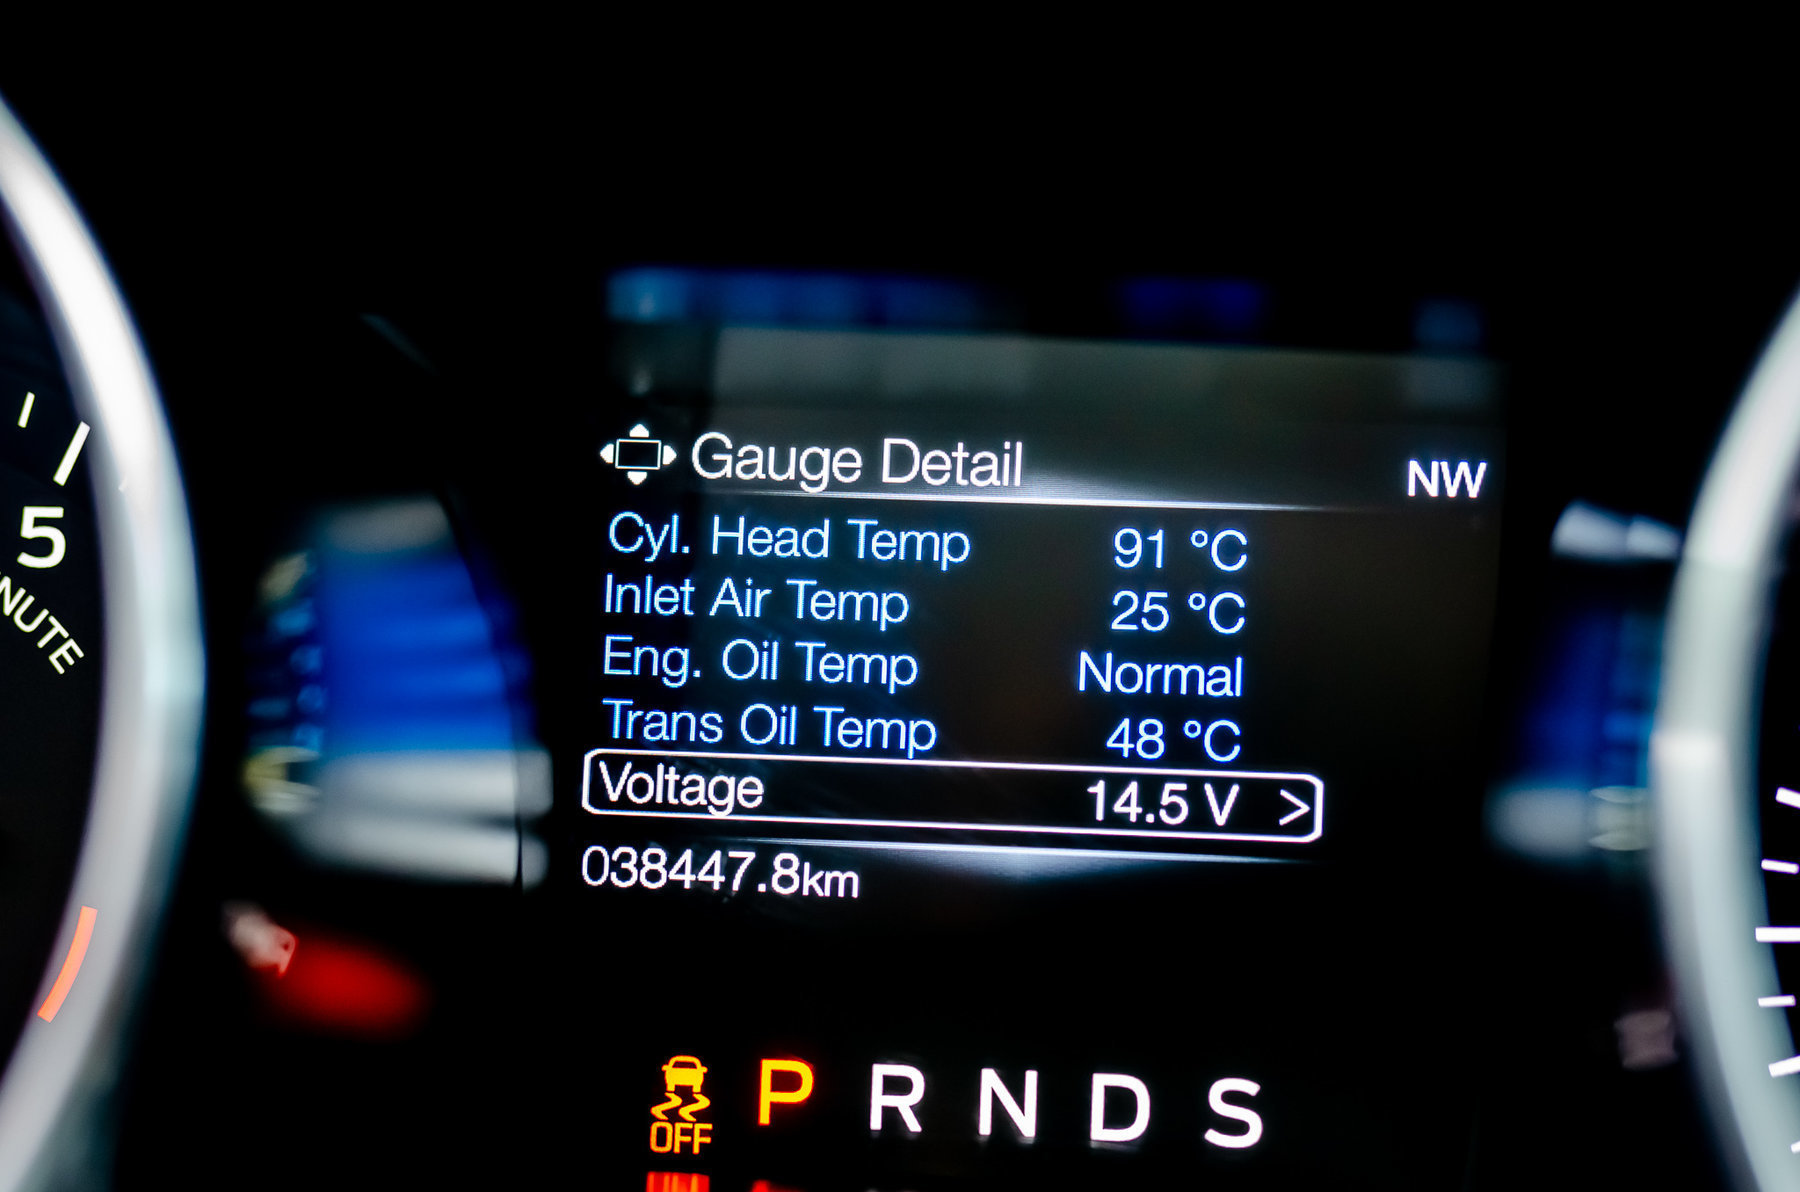 Gauge Detail NW
Cyl. Head Temp 91 °C
Inlet Air Temp 25 °C
Eng. Oil Temp Normal
Trans Oil Temp 48 °C
Voltage 14.5 V >
038447.8km
5
OFF P R N D S